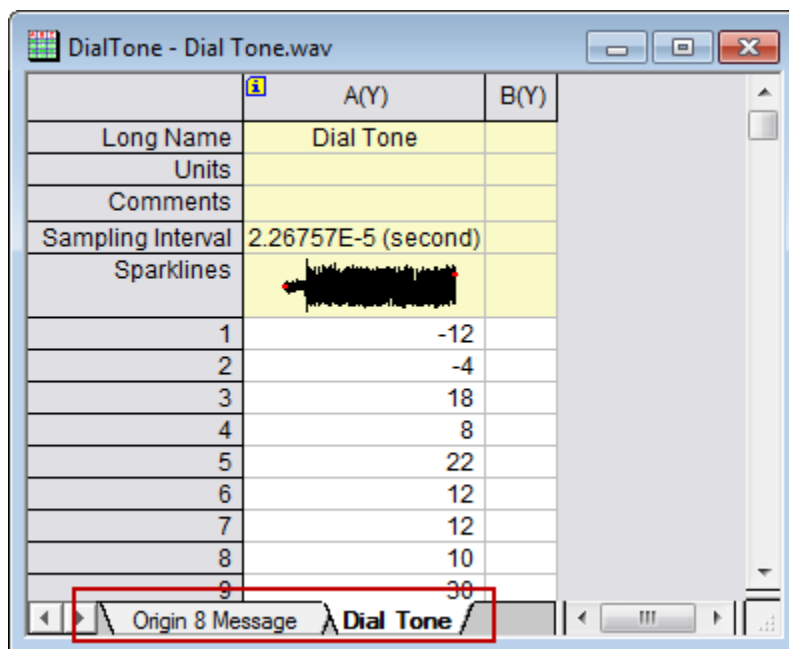 DialTone - Dial Tone.wav
A(Y) B(Y)
Long Name Dial Tone
Units
Comments
Sampling Interval 2.26757E-5 (second)
Sparklines
1 -12
2 -4
3 18
4 8
5 22
6 12
7 12
8 10
9 30
Origin 8 Message Dial Tone